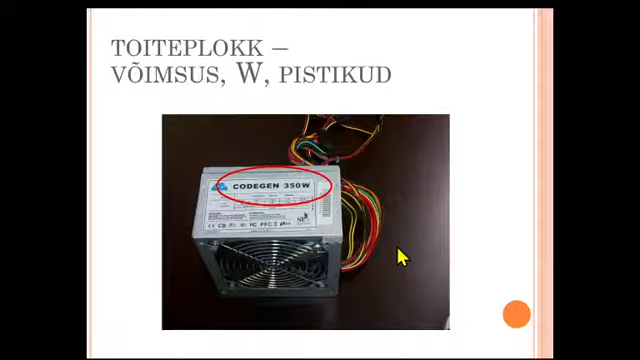 TOITEPLOKK –
VÕIMSUS, W, PISTIKUD
CODEGEN 350W